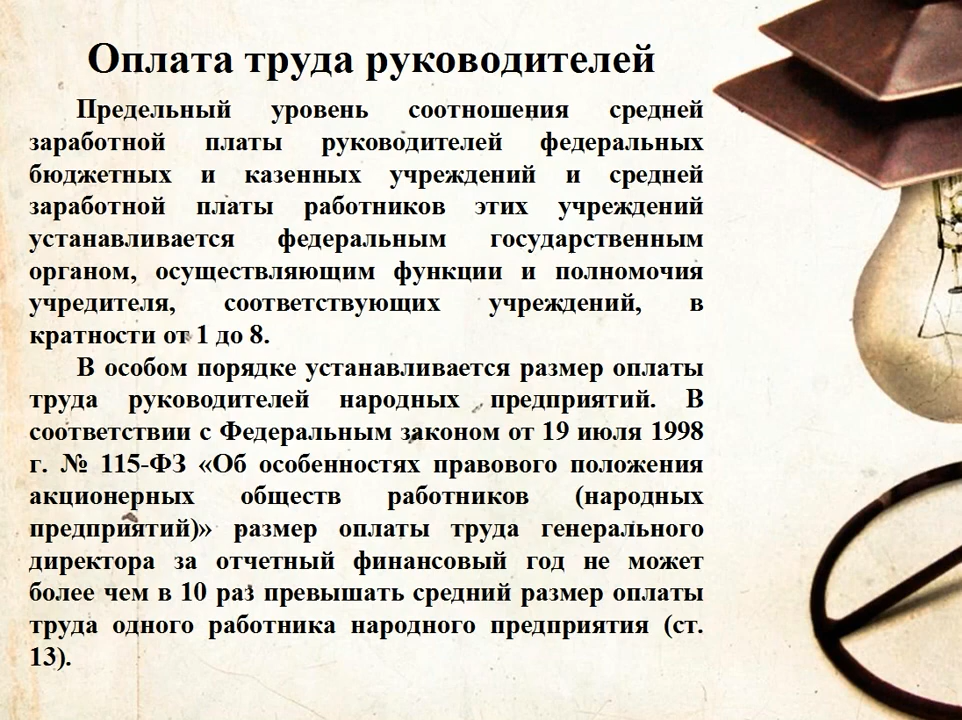 Оплата труда руководителей
Предельный уровень соотношения средней
заработной платы руководителей федеральных
бюджетных и казенных учреждений и средней
заработной платы работников этих учреждений
устанавливается федеральным государственным
органом, осуществляющим функции и полномочия
учредителя, соответствующих учреждений, в
кратности от 1 до 8.
В особом порядке устанавливается размер оплаты
труда руководителей народных предприятий. В
соответствии с Федеральным законом от 19 июля 1998
г. № 115-ФЗ «Об особенностях правового положения
акционерных обществ работников (народных
предприятий)» размер оплаты труда генерального
директора за отчетный финансовый год не может
более чем в 10 раз превышать средний размер оплаты
труда одного работника народного предприятия (ст.
13).